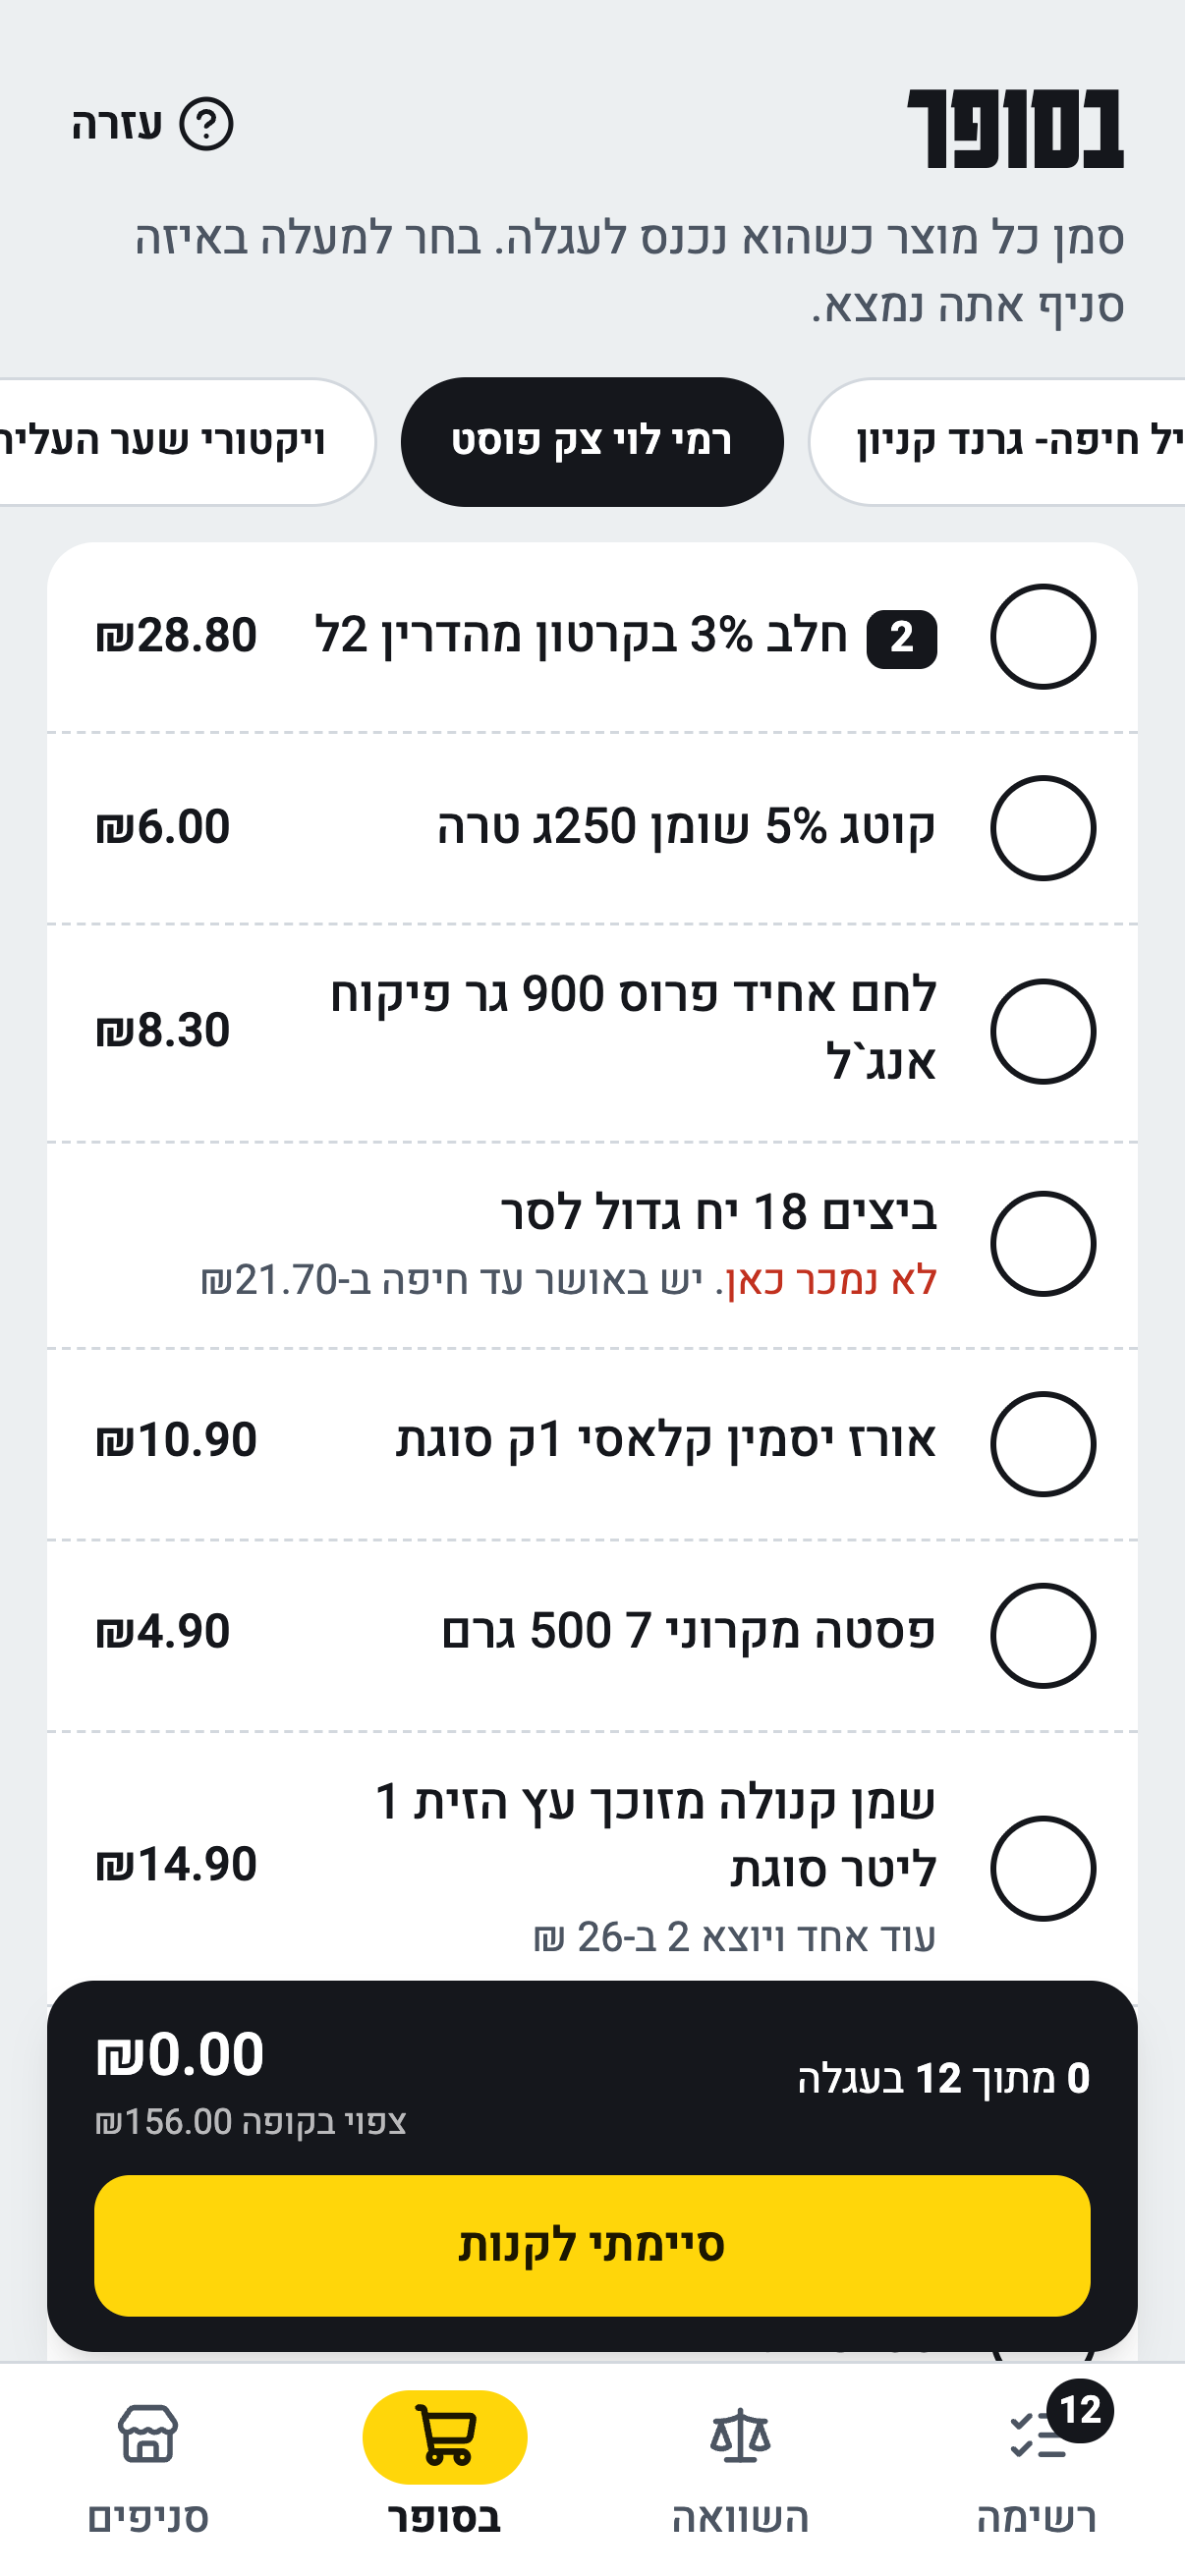 בסופר
עזרה
סמן כל מוצר כשהוא נכנס לעגלה. בחר למעלה באיזה
סניף אתה נמצא.
יל חיפה- גרנד קניון
רמי לוי צק פוסט
ויקטורי שער העליה
2 חלב 3% בקרטון מהדרין 2ל
₪28.80
קוטג 5% שומן 250ג טרה
₪6.00
לחם אחיד פרוס 900 גר פיקוח
אנג`ל
₪8.30
ביצים 18 יח גדול לסר
לא נמכר כאן. יש באושר עד חיפה ב-₪21.70
אורז יסמין קלאסי 1ק סוגת
₪10.90
פסטה מקרוני 7 500 גרם
₪4.90
שמן קנולה מזוכך עץ הזית 1
ליטר סוגת
₪14.90
עוד אחד ויוצא 2 ב-26 ₪
0 מתוך 12 בעגלה
₪0.00
צפוי בקופה ₪156.00
סיימתי לקנות
12
רשימה
השוואה
בסופר
סניפים